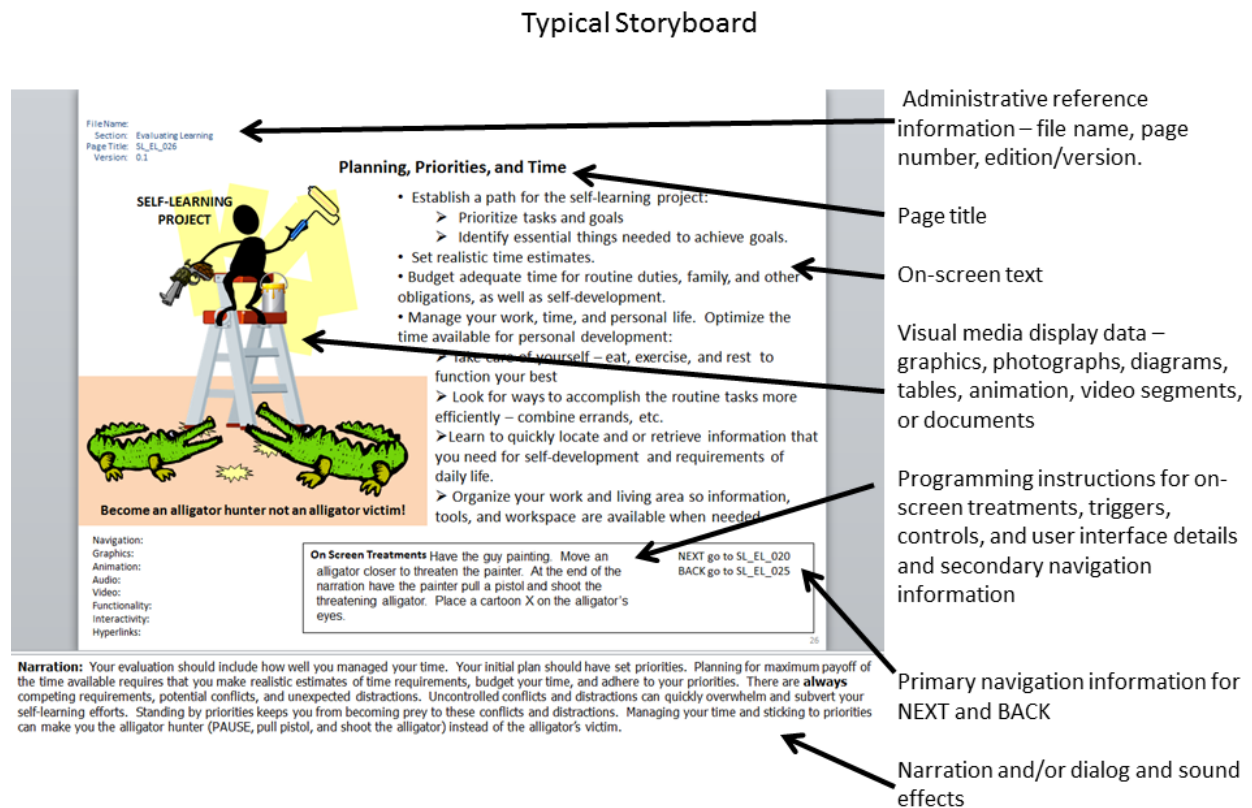 Typical Storyboard
File Name:
Section: Evaluating Learning
Page Title: SL_EL_026
Version: 0.1
Planning, Priorities, and Time
SELF-LEARNING
PROJECT
• Establish a path for the self-learning project:
➢ Prioritize tasks and goals
➢ Identify essential things needed to achieve goals.
• Set realistic time estimates.
• Budget adequate time for routine duties, family, and other
obligations, as well as self-development.
• Manage your work, time, and personal life. Optimize the
time available for personal development:
➢ Take care of yourself – eat, exercise, and rest to
function your best
➢ Look for ways to accomplish the routine tasks more
efficiently – combine errands, etc.
➢Learn to quickly locate and or retrieve information that
you need for self-development and requirements of
daily life.
➢ Organize your work and living area so information,
tools, and workspace are available when needed
Become an alligator hunter not an alligator victim!
Navigation:
Graphics:
Animation:
Audio:
Video:
Functionality:
Interactivity:
Hyperlinks:
On Screen Treatments Have the guy painting. Move an
alligator closer to threaten the painter. At the end of the
narration have the painter pull a pistol and shoot the
threatening alligator. Place a cartoon X on the alligator's
eyes.
NEXT go to SL_EL_020
BACK go to SL_EL_025
26
Narration: Your evaluation should include how well you managed your time. Your initial plan should have set priorities. Planning for maximum payoff of
the time available requires that you make realistic estimates of time requirements, budget your time, and adhere to your priorities. There are always
competing requirements, potential conflicts, and unexpected distractions. Uncontrolled conflicts and distractions can quickly overwhelm and subvert your
self-learning efforts. Standing by priorities keeps you from becoming prey to these conflicts and distractions. Managing your time and sticking to priorities
can make you the alligator hunter (PAUSE, pull pistol, and shoot the alligator) instead of the alligator's victim.
Administrative reference
information – file name, page
number, edition/version.
Page title
On-screen text
Visual media display data –
graphics, photographs, diagrams,
tables, animation, video segments,
or documents
Programming instructions for on-
screen treatments, triggers,
controls, and user interface details
and secondary navigation
information
Primary navigation information for
NEXT and BACK
Narration and/or dialog and sound
effects